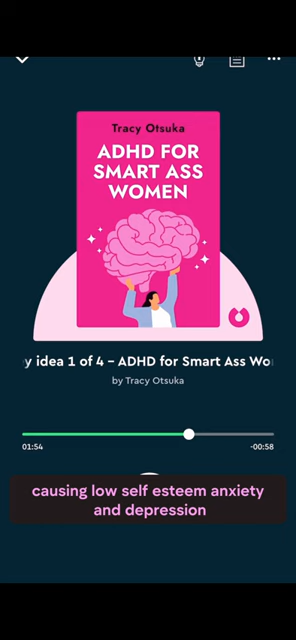 Tracy Otsuka
ADHD FOR
SMART ASS
WOMEN
y idea 1 of 4 – ADHD for Smart Ass Wo
by Tracy Otsuka
01:54
-00:58
causing low self esteem anxiety
and depression